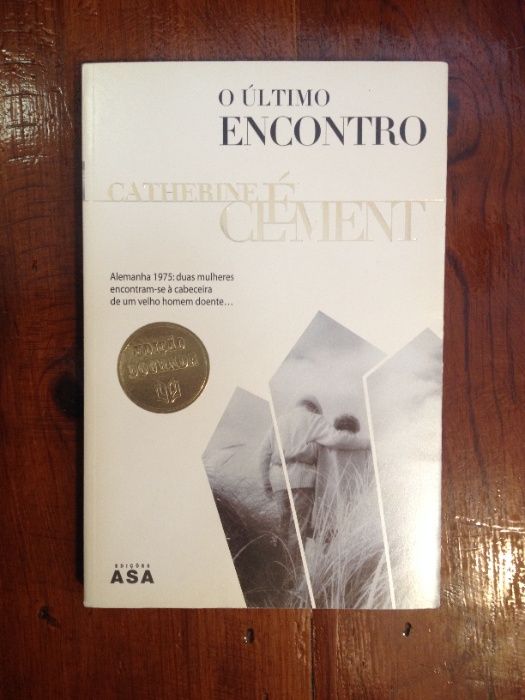 O ÚLTIMO
ENCONTRO
CATHERINE
CLÉMENT
Alemanha 1975: duas mulheres
encontram-se à cabeceira
de um velho homem doente...
EDIÇÃO
EDIÇÕES
ASA